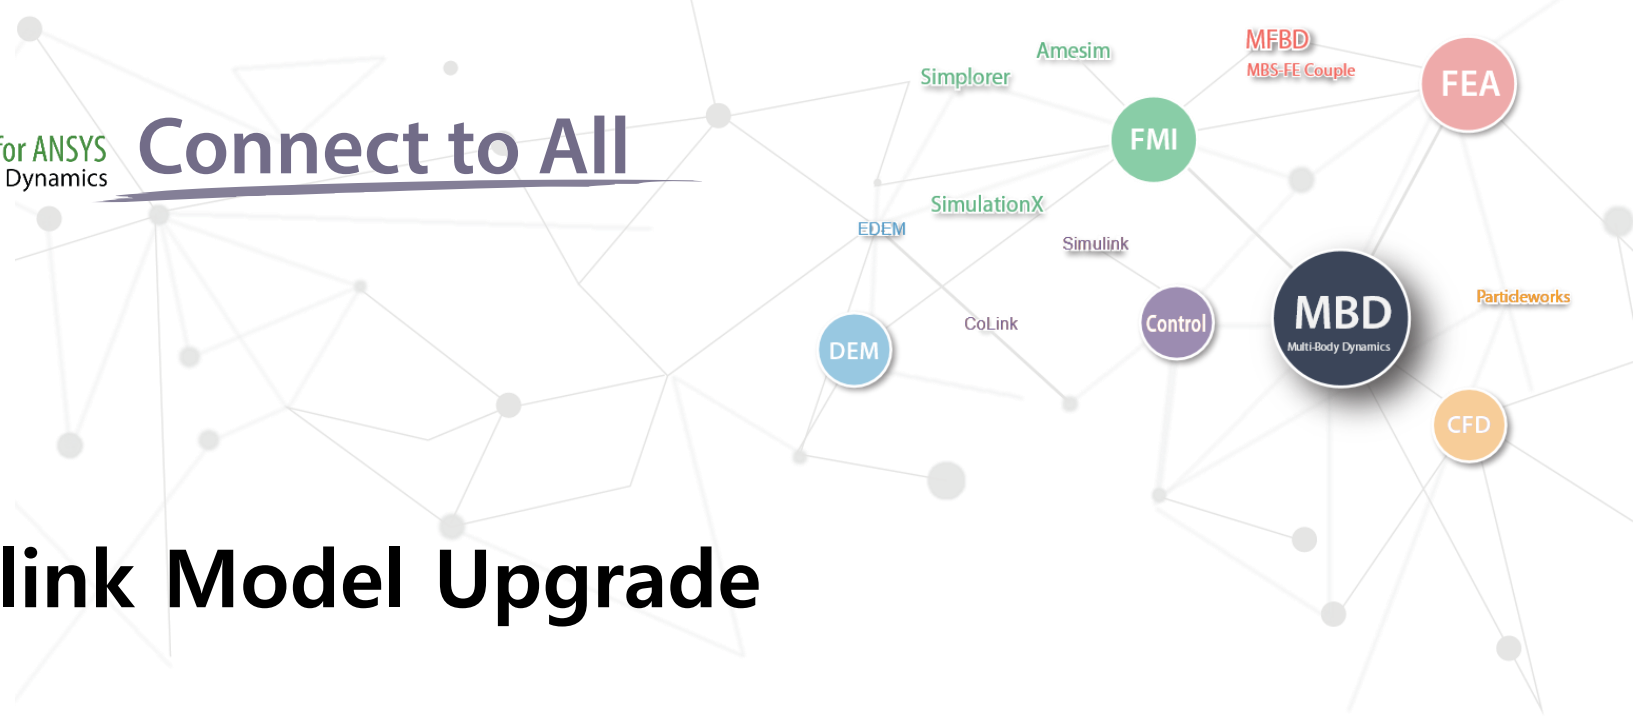 for ANSYS
Dynamics
Connect to All
Amesim
Simplorer
MFBD
MBS-FE Couple
FEA
FMI
SimulationX
EDEM
Simulink
CoLink
Control
DEM
MBD
Multi-Body Dynamics
Particleworks
CFD
link Model Upgrade